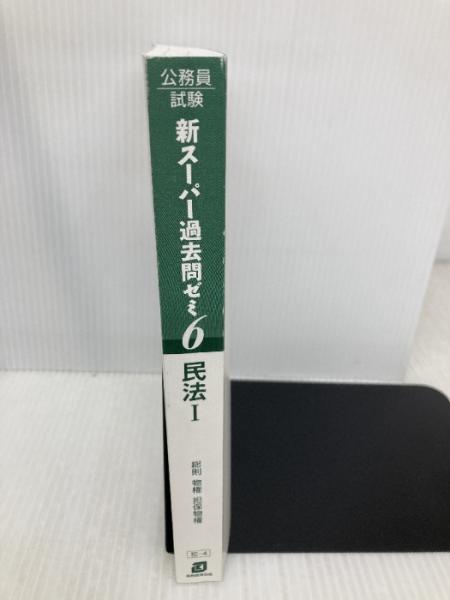 公務員
試験
新スーパー過去問ゼミ6
民法Ⅰ
総則 物権 担保物権